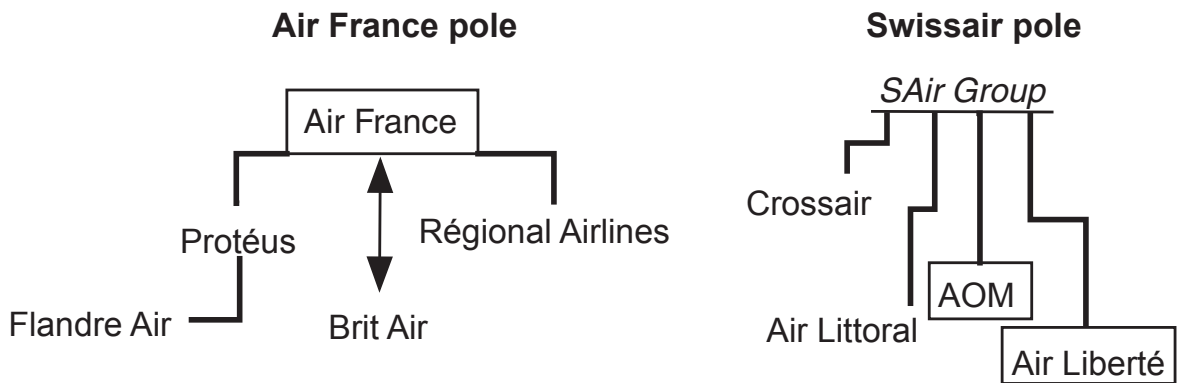 Air France pole
Swissair pole
SAir Group
Air France
Crossair
Protéus
Régional Airlines
AOM
Flandre Air
Brit Air
Air Littoral
Air Liberté